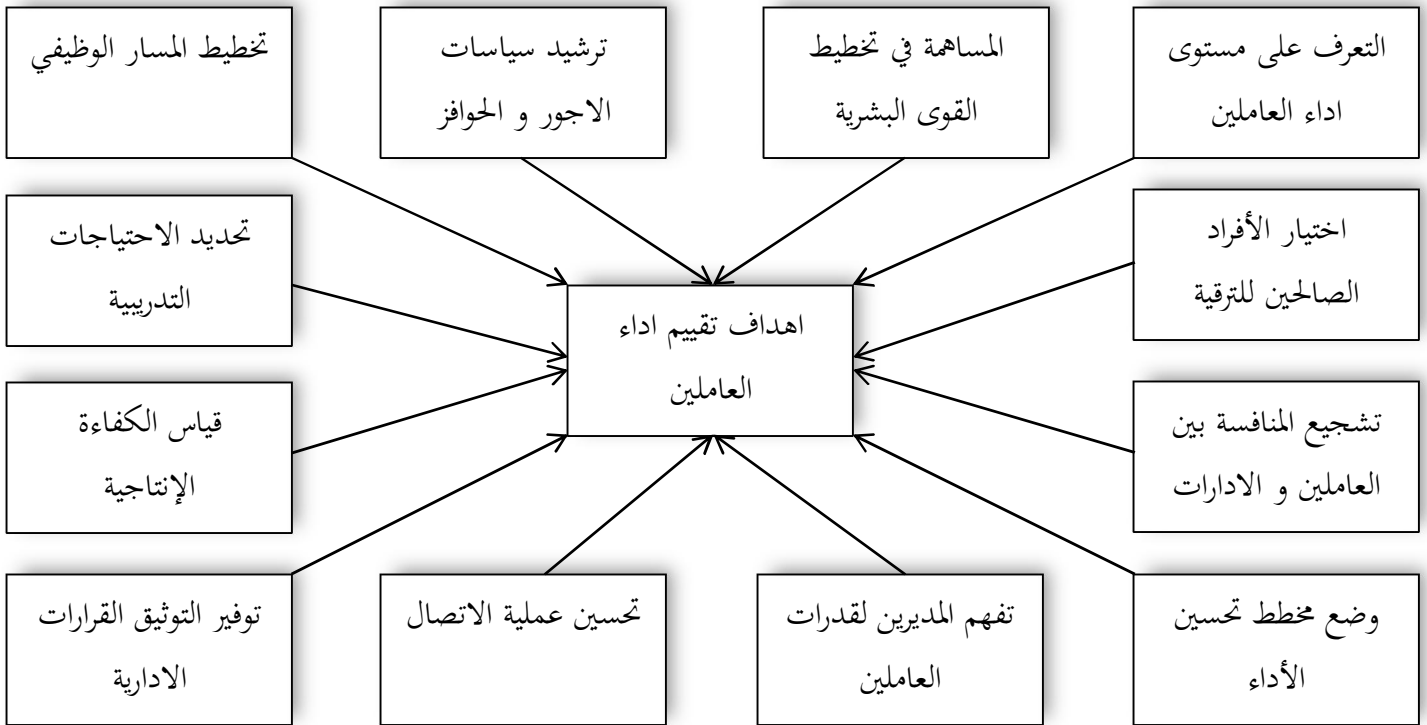 التعرف على مستوى
اداء العاملين
المساهمة في تخطيط
القوى البشرية
ترشيد سياسات
الاجور و الحوافز
تخطيط المسار الوظيفي
اختيار الأفراد
الصالحين للترقية
تحديد الاحتياجات
التدريبية
اهداف تقييم اداء
العاملين
تشجيع المنافسة بين
العاملين و الادارات
قياس الكفاءة
الإنتاجية
وضع مخطط تحسين
الأداء
تفهم المديرين لقدرات
العاملين
تحسين عملية الاتصال
توفير التوثيق القرارات
الادارية